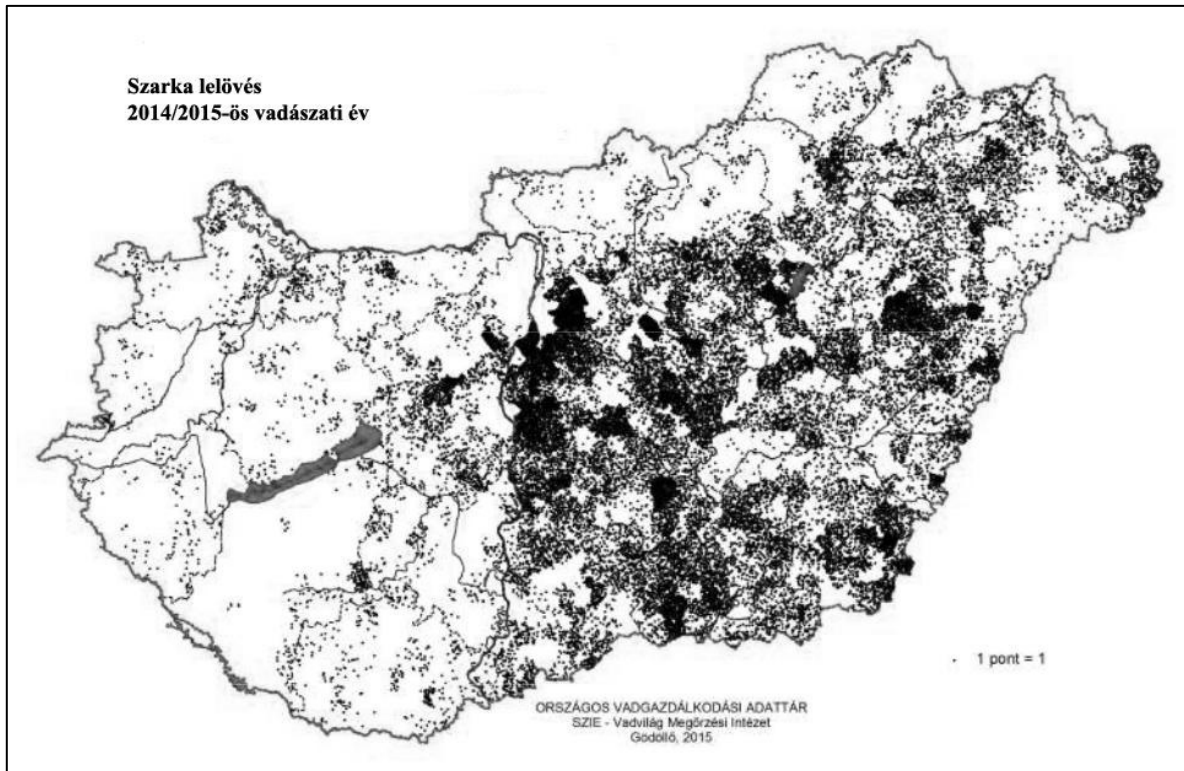 Szarka lelövés
2014/2015-ös vadászati év
1 pont = 1
ORSZÁGOS VADGAZDÁLKODÁSI ADATTÁR
SZIE - Vadvilág Megőrzési Intézet
Gödöllő, 2015